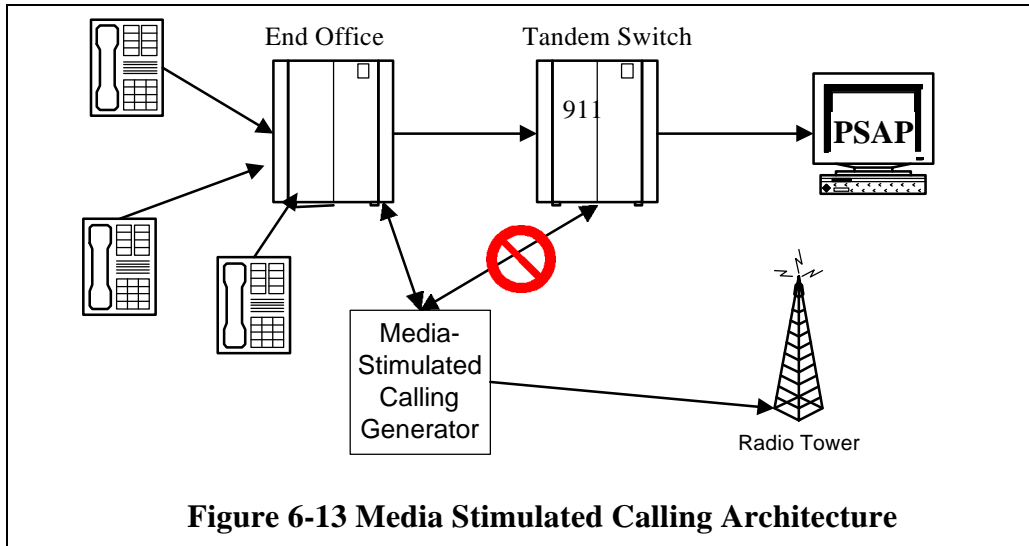 End Office
Tandem Switch
911
PSAP
Media-
Stimulated
Calling
Generator
Radio Tower
Figure 6-13 Media Stimulated Calling Architecture